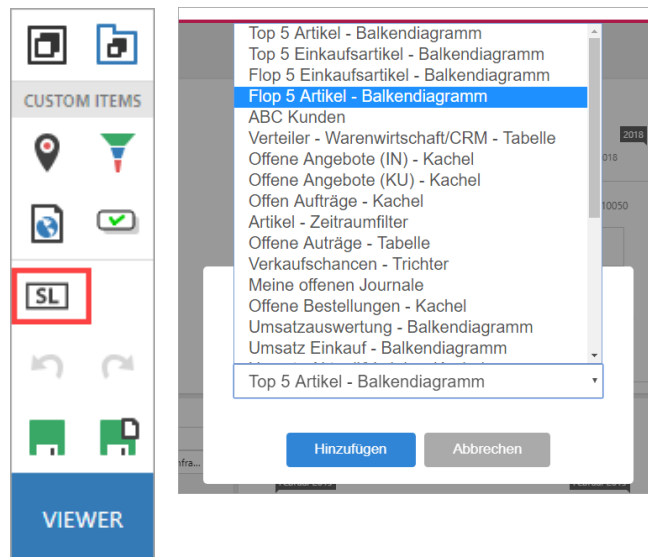 CUSTOM ITEMS
SL
VIEWER
Top 5 Artikel - Balkendiagramm
Top 5 Einkaufsartikel - Balkendiagramm
Flop 5 Einkaufsartikel - Balkendiagramm
Flop 5 Artikel - Balkendiagramm
ABC Kunden
Verteiler - Warenwirtschaft/CRM - Tabelle
Offene Angebote (IN) - Kachel
Offene Angebote (KU) - Kachel
Offen Aufträge - Kachel
Artikel - Zeitraumfilter
Offene Auträge - Tabelle
Verkaufschancen - Trichter
Meine offenen Journale
Offene Bestellungen - Kachel
Umsatzauswertung - Balkendiagramm
Umsatz Einkauf - Balkendiagramm
Top 5 Artikel - Balkendiagramm
Hinzufügen
Abbrechen
2018
018
10050
nfra...